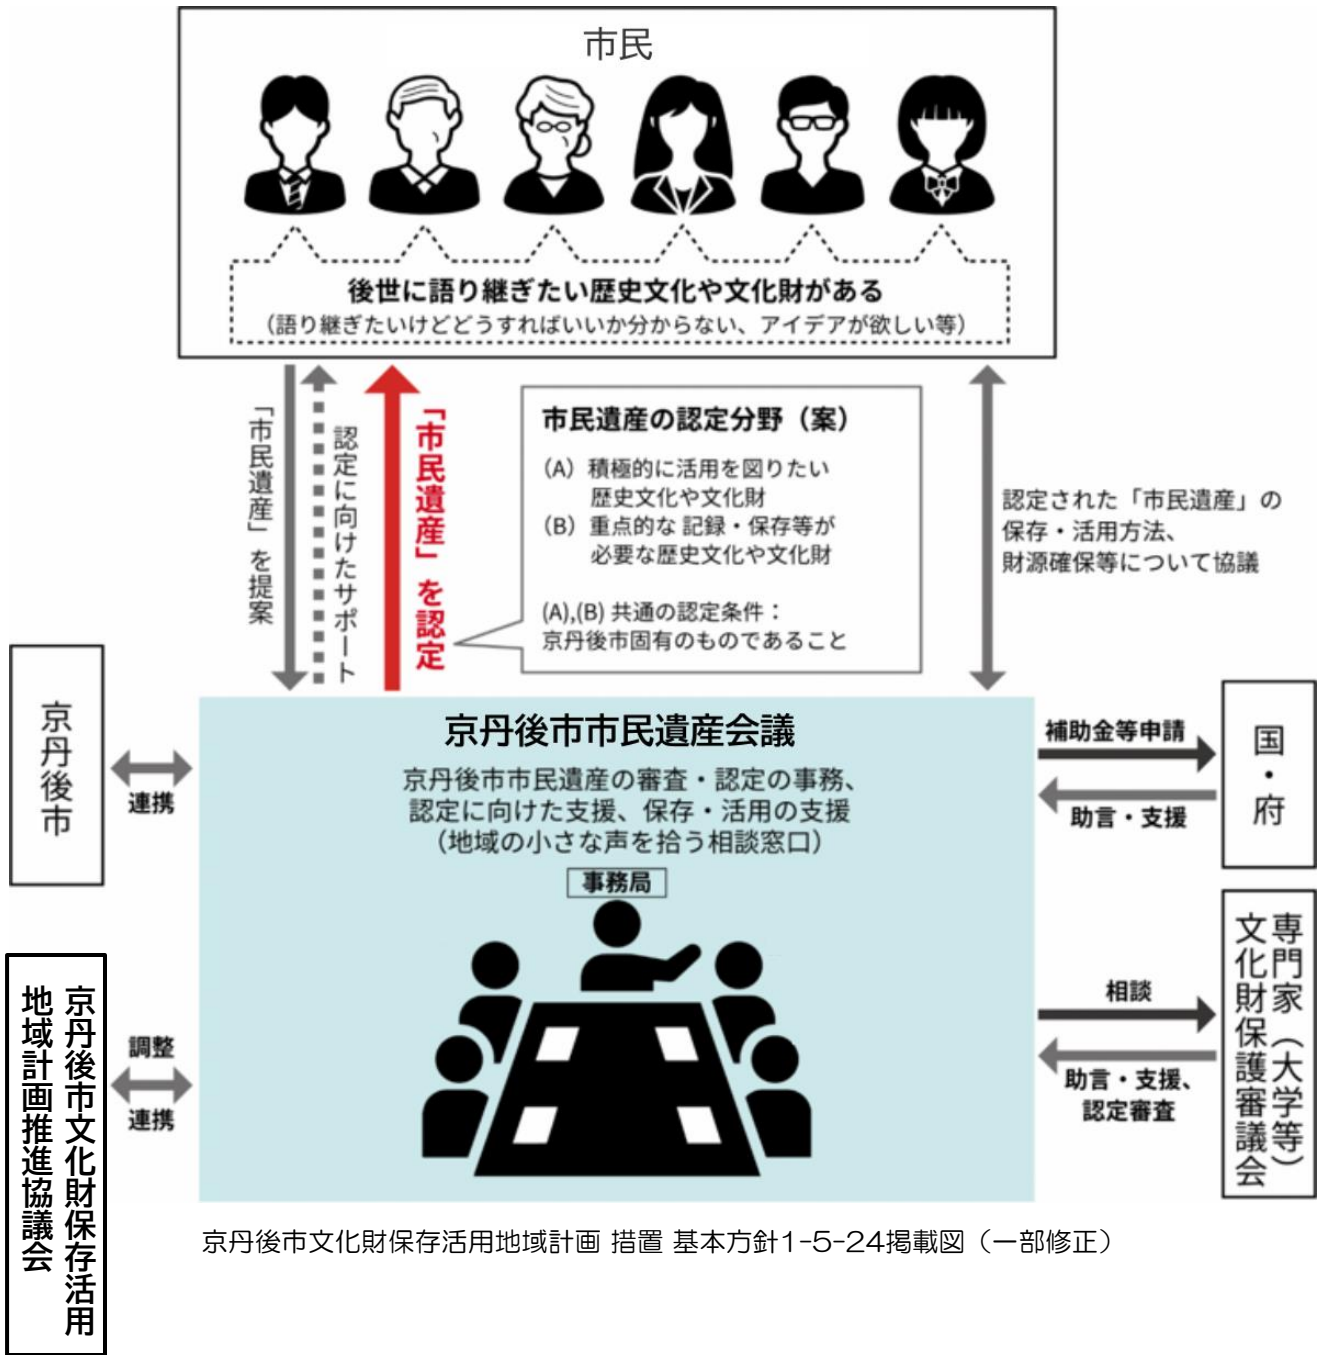 市民
後世に語り継ぎたい歴史文化や文化財がある
（語り継ぎたいけどどうすればいいか分からない、アイデアが欲しい等）
「市民遺産」を提案
認定に向けたサポート
「市民遺産」を認定
市民遺産の認定分野（案）
（A）積極的に活用を図りたい
歴史文化や文化財
（B）重点的な 記録・保存等が
必要な歴史文化や文化財
(A),(B) 共通の認定条件：
京丹後市固有のものであること
認定された「市民遺産」の
保存・活用方法、
財源確保等について協議
京丹後市
連携
京丹後市市民遺産会議
京丹後市市民遺産の審査・認定の事務、
認定に向けた支援、保存・活用の支援
（地域の小さな声を拾う相談窓口）
事務局
補助金等申請
助言・支援
国・府
京丹後市文化財保存活用
地域計画推進協議会
調整
連携
相談
助言・支援、
認定審査
専門家（大学等）
文化財保護審議会
京丹後市文化財保存活用地域計画 措置 基本方針1-5-24掲載図（一部修正）